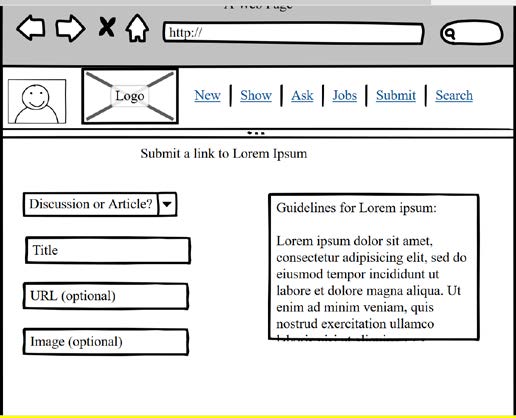 A Web Page
http://
Logo
New | Show | Ask | Jobs | Submit | Search
Submit a link to Lorem Ipsum
Discussion or Article?
Title
URL (optional)
Image (optional)
Guidelines for Lorem ipsum:
Lorem ipsum dolor sit amet,
consectetur adipisicing elit, sed do
eiusmod tempor incididunt ut
labore et dolore magna aliqua. Ut
enim ad minim veniam, quis
nostrud exercitation ullamco